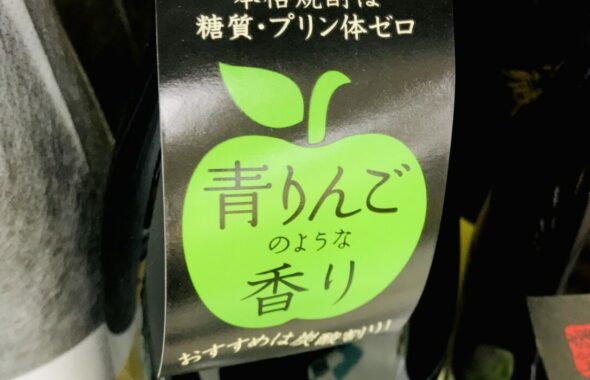 本格焼酎は
糖質・プリン体ゼロ
青りんご
のような
香り
おすすめは炭酸割り!